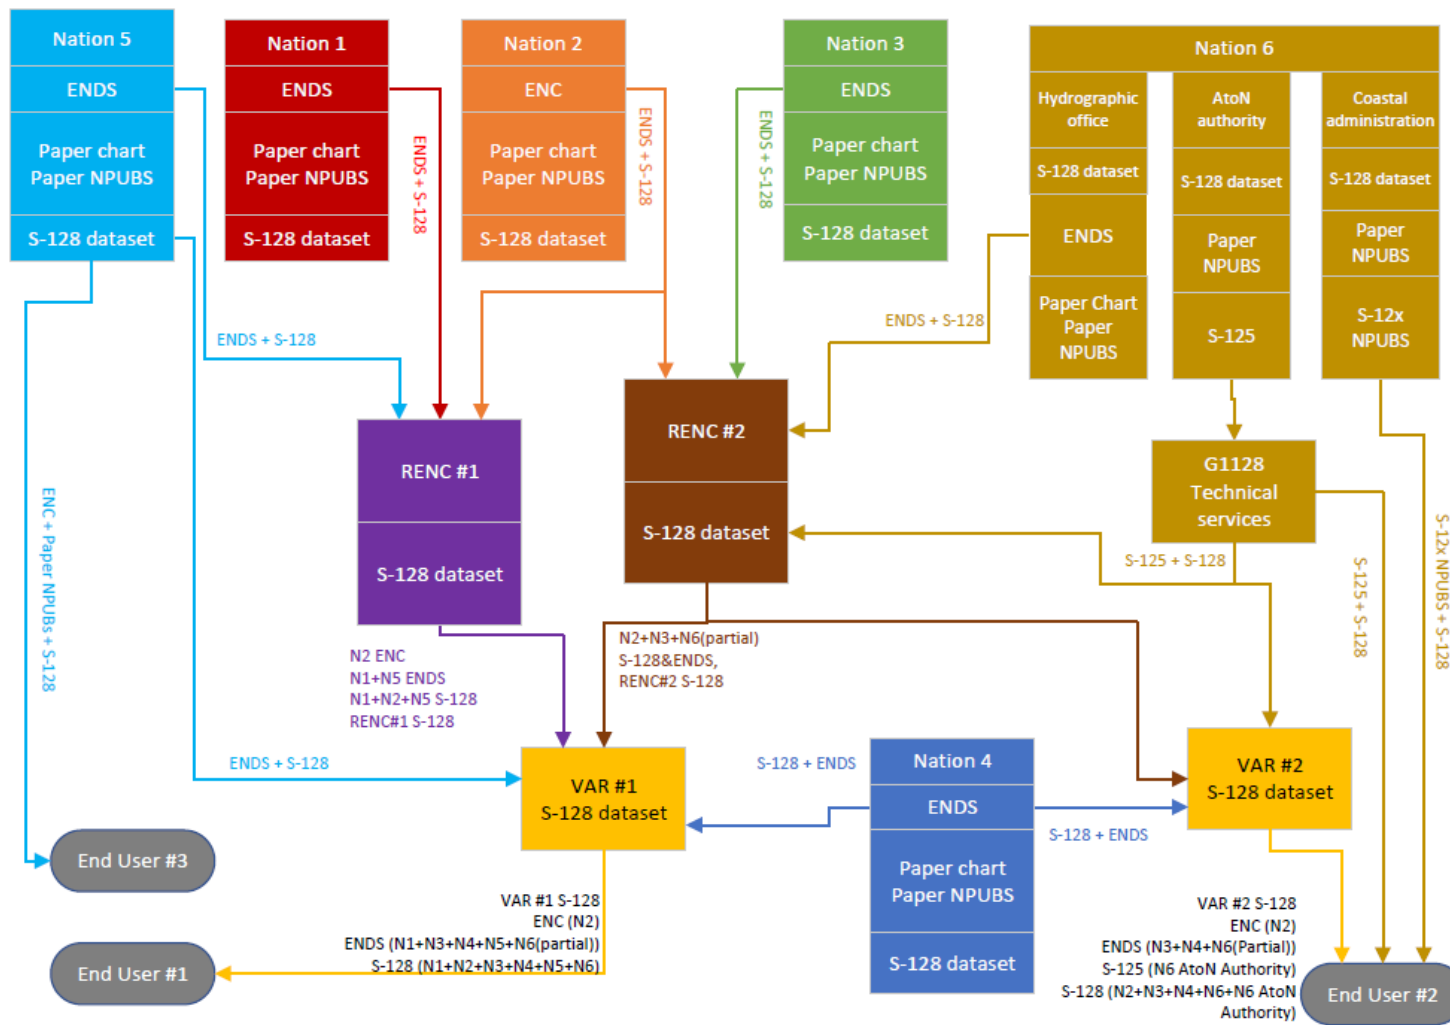 Nation 5
ENDS
Paper chart
Paper NPUBS
S-128 dataset
Nation 1
ENDS
Paper chart
Paper NPUBS
S-128 dataset
Nation 2
ENC
Paper chart
Paper NPUBS
S-128 dataset
Nation 3
ENDS
Paper chart
Paper NPUBS
S-128 dataset
Nation 6
Hydrographic
office
S-128 dataset
ENDS
Paper Chart
Paper
NPUBS
AtoN
authority
S-128 dataset
Paper
NPUBS
S-125
Coastal
administration
S-128 dataset
Paper
NPUBS
S-12x
NPUBS
ENDS + S-128
ENDS + S-128
ENDS + S-128
ENDS + S-128
ENDS + S-128
RENC #1
S-128 dataset
RENC #2
S-128 dataset
G1128
Technical
services
S-125 + S-128
S-125 + S-128
S-12x NPUBS + S-128
ENC + Paper NPUBs + S-128
N2 ENC
N1+N5 ENDS
N1+N2+N5 S-128
RENC#1 S-128
N2+N3+N6(partial)
S-128&ENDS,
RENC#2 S-128
ENDS + S-128
VAR #1
S-128 dataset
S-128 + ENDS
Nation 4
ENDS
Paper chart
Paper NPUBS
S-128 dataset
S-128 + ENDS
VAR #2
S-128 dataset
End User #3
VAR #1 S-128
ENC (N2)
ENDS (N1+N3+N4+N5+N6(partial))
S-128 (N1+N2+N3+N4+N5+N6)
End User #1
VAR #2 S-128
ENC (N2)
ENDS (N3+N4+N6(Partial))
S-125 (N6 AtoN Authority)
S-128 (N2+N3+N4+N6+N6 AtoN
Authority)
End User #2